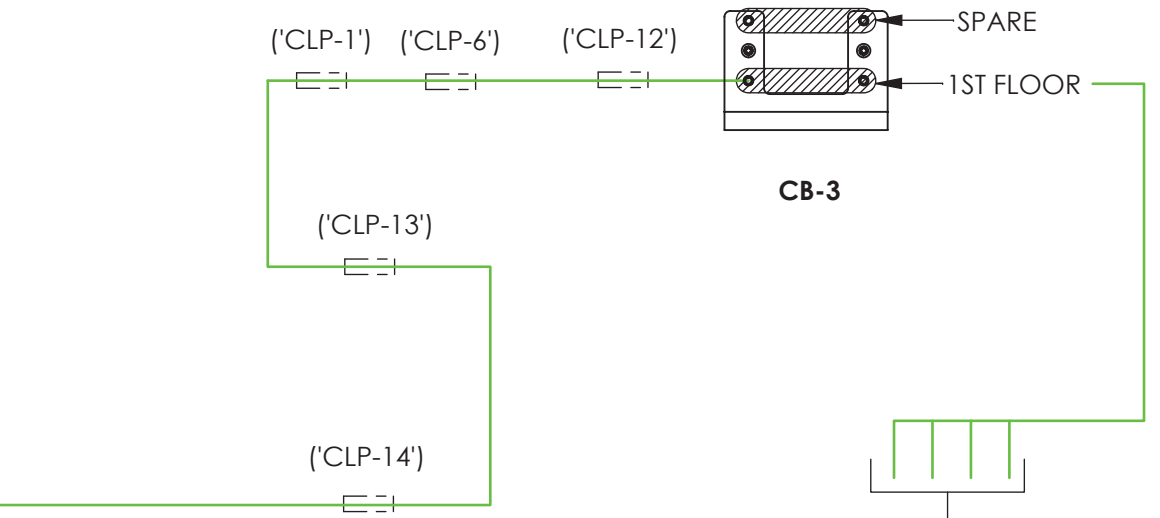 SPARE
('CLP-1') ('CLP-6') ('CLP-12')
1ST FLOOR
CB-3
('CLP-13')
('CLP-14')